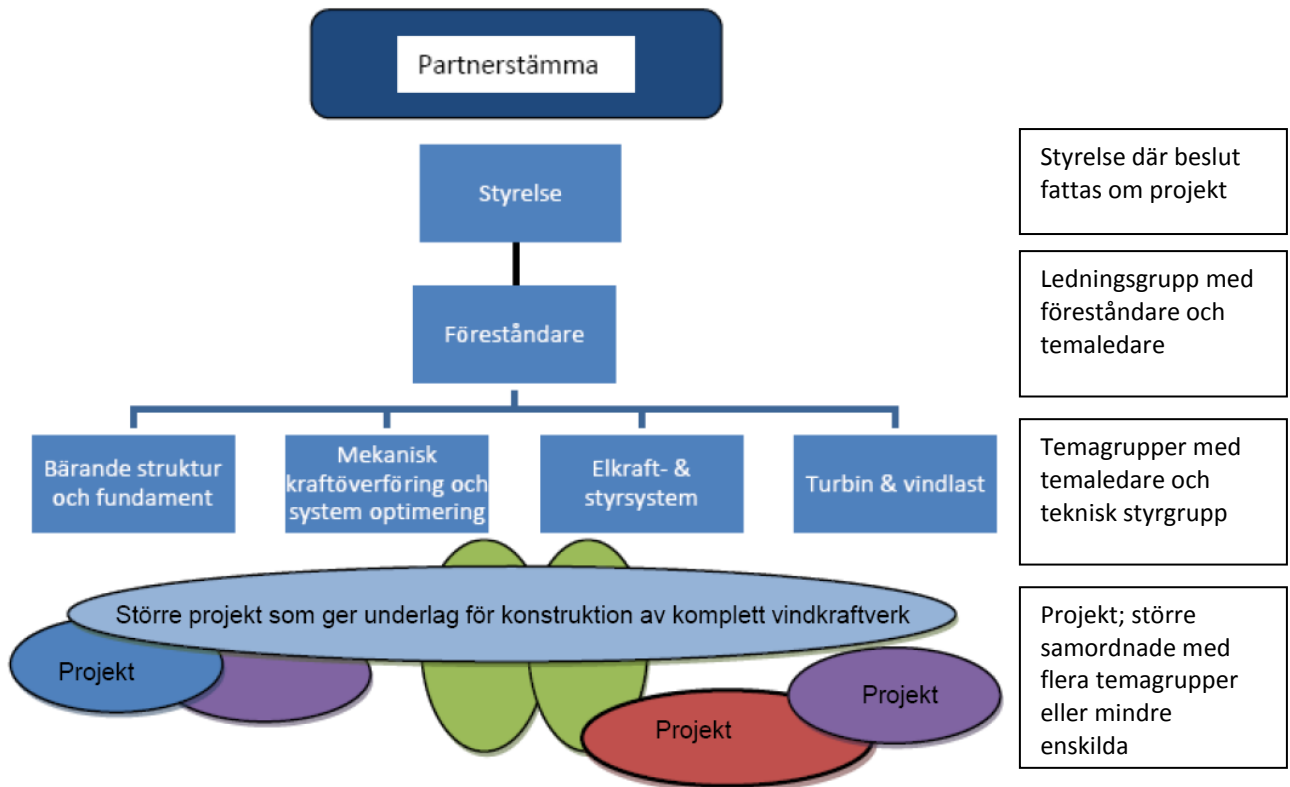 Partnerstämma
Styrelse
Styrelse där beslut
fattas om projekt
Föreståndare
Ledningsgrupp med
föreståndare och
temaledare
Bärande struktur
och fundament
Mekanisk
kraftöverföring och
system optimering
Elkraft- &
styrsystem
Turbin & vindlast
Temagrupper med
temaledare och
teknisk styrgrupp
Större projekt som ger underlag för konstruktion av komplett vindkraftverk
Projekt
Projekt
Projekt
Projekt; större
samordnade med
flera temagrupper
eller mindre
enskilda